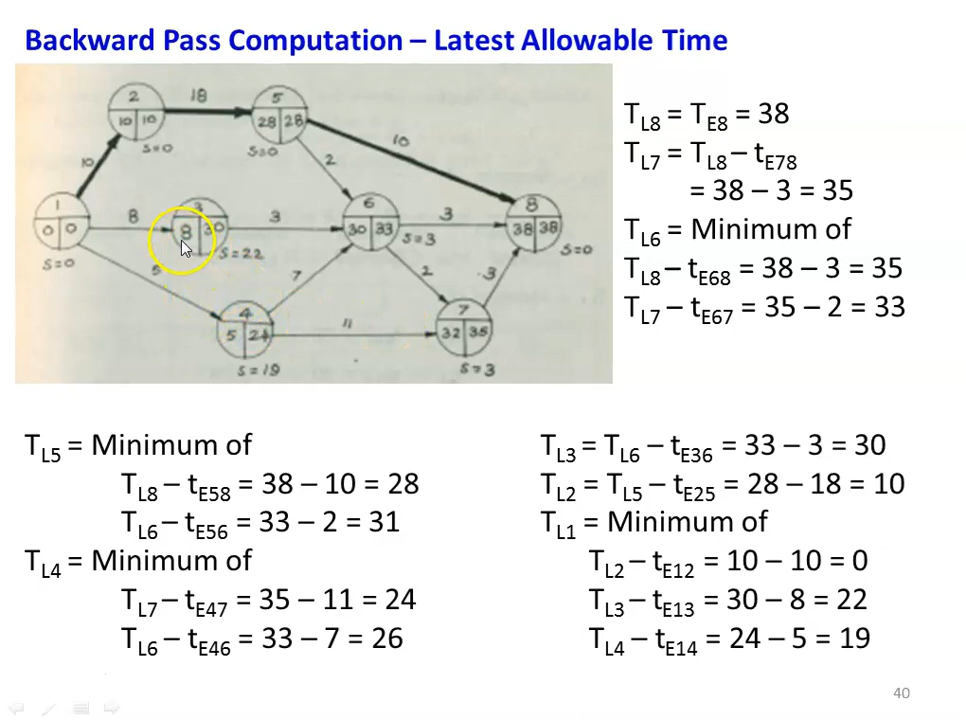 Backward Pass Computation – Latest Allowable Time
2
10 10
S=0
18
5
28 28
S=0
10
10
2
1
0 0
S=0
8
3
8 30
S=22
3
6
30 33
S=3
3
8
38 38
S=0
5
7
2
3
4
5 24
S=19
11
7
32 35
S=3
TL8 = TE8 = 38
TL7 = TL8 – tE78
= 38 – 3 = 35
TL6 = Minimum of
TL8 – tE68 = 38 – 3 = 35
TL7 – tE67 = 35 – 2 = 33
TL5 = Minimum of
TL8 – tE58 = 38 – 10 = 28
TL6 – tE56 = 33 – 2 = 31
TL4 = Minimum of
TL7 – tE47 = 35 – 11 = 24
TL6 – tE46 = 33 – 7 = 26
TL3 = TL6 – tE36 = 33 – 3 = 30
TL2 = TL5 – tE25 = 28 – 18 = 10
TL1 = Minimum of
TL2 – tE12 = 10 – 10 = 0
TL3 – tE13 = 30 – 8 = 22
TL4 – tE14 = 24 – 5 = 19
40